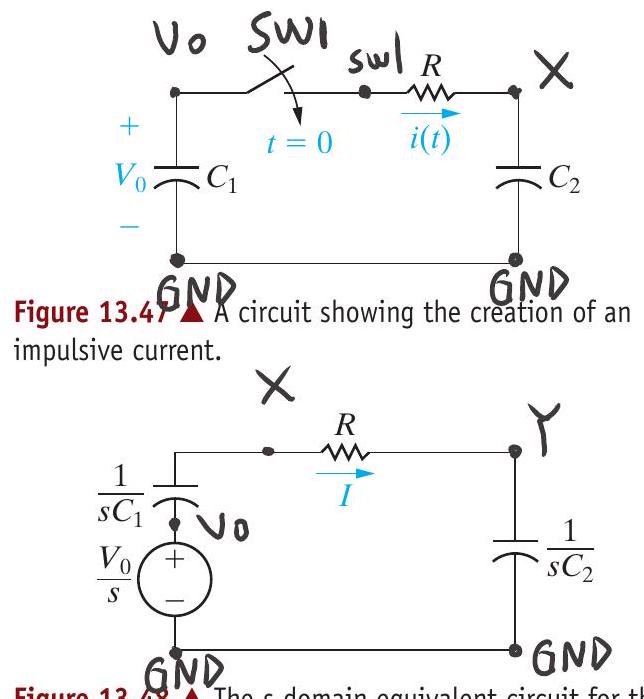 Vo SW1
sw1 R X
+
t = 0 i(t)
V₀ C₁ C₂
−
GND GND
Figure 13.47 ▲ A circuit showing the creation of an
impulsive current.
X
R Y
1
sC₁ I
Vo
V₀
s
+
−
1
sC₂
GND GND
Figure 13.48 ▲ The s-domain equivalent circuit for th